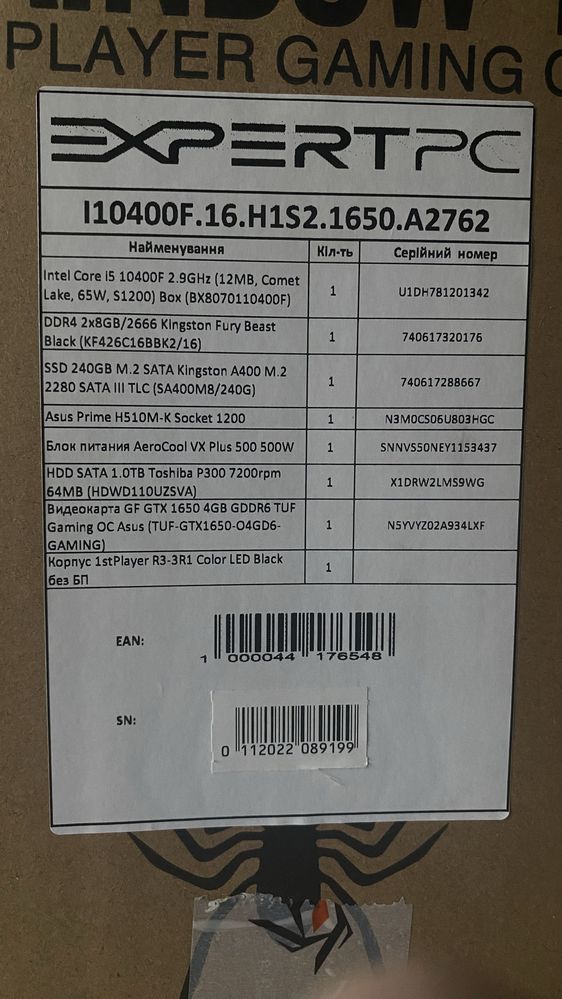 PLAYER GAMING
EXPERTPC
I10400F.16.H1S2.1650.A2762
Найменування Кіл-ть Серійний номер
Intel Core i5 10400F 2.9GHz (12MB, Comet
Lake, 65W, S1200) Box (BX8070110400F) 1 U1DH781201342
DDR4 2x8GB/2666 Kingston Fury Beast
Black (KF426C16BBK2/16) 1 740617320176
SSD 240GB M.2 SATA Kingston A400 M.2
2280 SATA III TLC (SA400M8/240G) 1 740617288667
Asus Prime H510M-K Socket 1200 1 N3M0CS06U803HGC
Блок питания AeroCool VX Plus 500 500W 1 SNNVS50NEY1153437
HDD SATA 1.0TB Toshiba P300 7200rpm
64MB (HDWD110UZSVA) 1 X1DRW2LMS9WG
Видеокарта GF GTX 1650 4GB GDDR6 TUF
Gaming OC Asus (TUF-GTX1650-O4GD6-
GAMING) 1 N5YVYZ02A934LXF
Корпус 1stPlayer R3-3R1 Color LED Black
без БП 1
EAN:
1 000044 176548
SN:
0 112022 089199